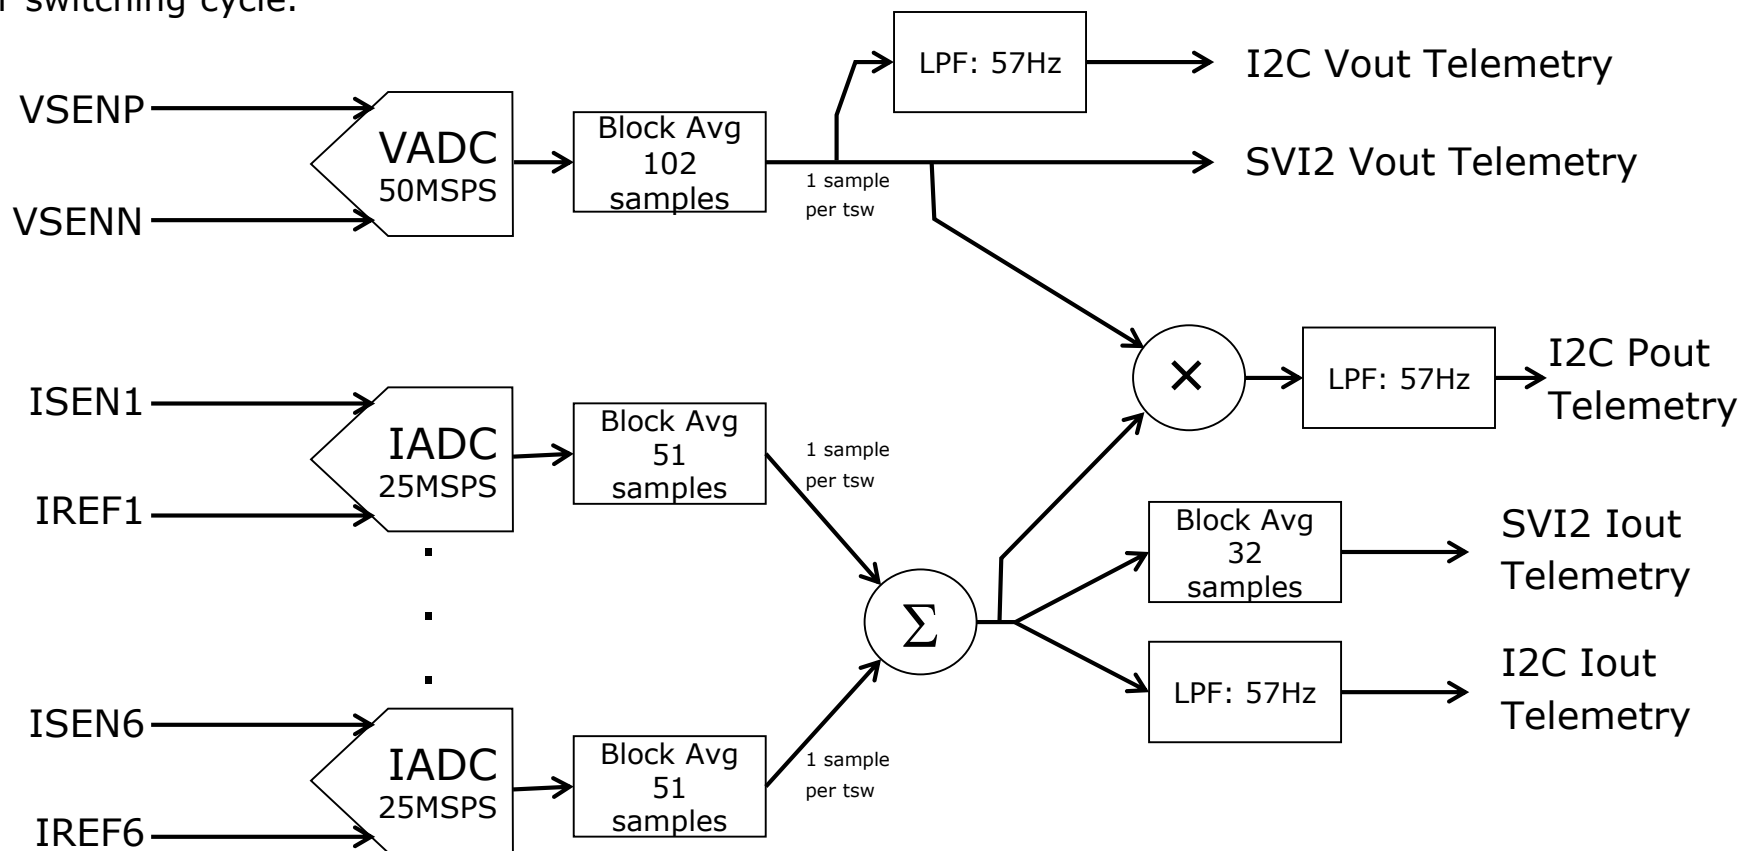 r switching cycle.
LPF: 57Hz
I2C Vout Telemetry
VSENP
VADC
50MSPS
Block Avg
102
samples
1 sample
per tsw
SVI2 Vout Telemetry
VSENN
×
LPF: 57Hz
I2C Pout
Telemetry
ISEN1
IADC
25MSPS
Block Avg
51
samples
1 sample
per tsw
IREF1
Block Avg
32
samples
SVI2 Iout
Telemetry
Σ
LPF: 57Hz
I2C Iout
Telemetry
ISEN6
IADC
25MSPS
Block Avg
51
samples
1 sample
per tsw
IREF6